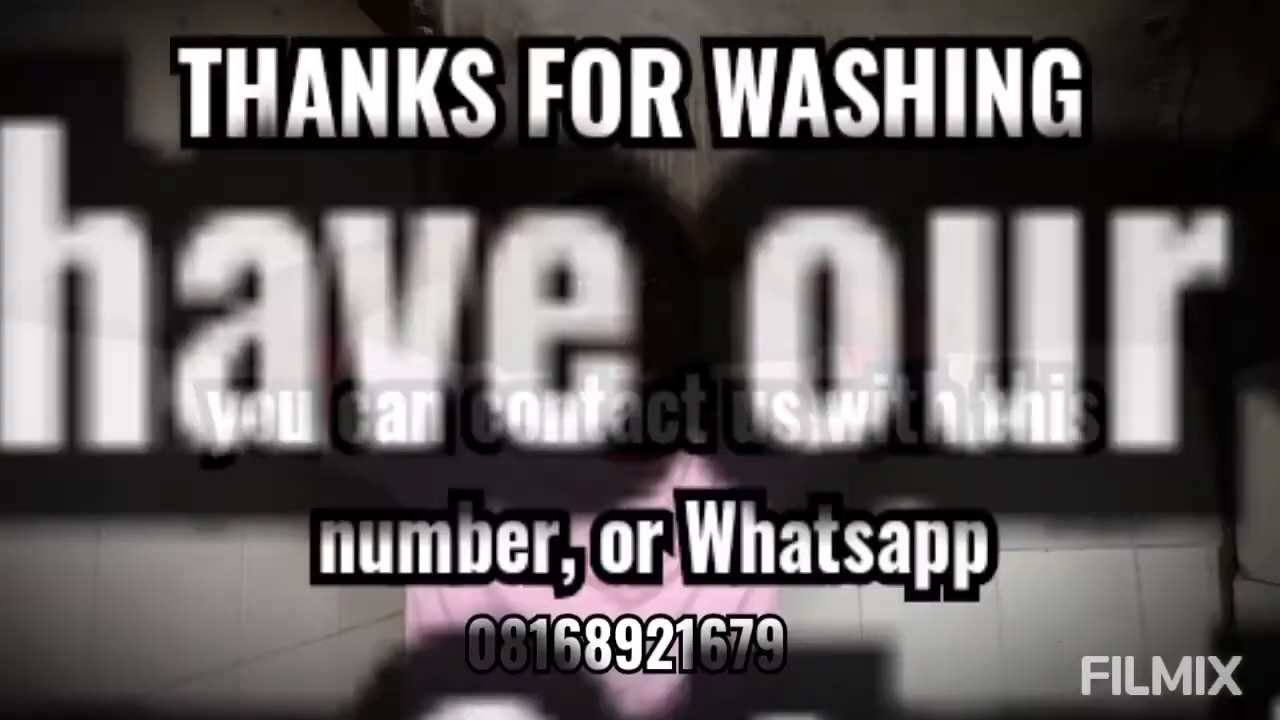 THANKS FOR WASHING
have our
you can contact us with this
number, or Whatsapp
08168921679
FILMIX